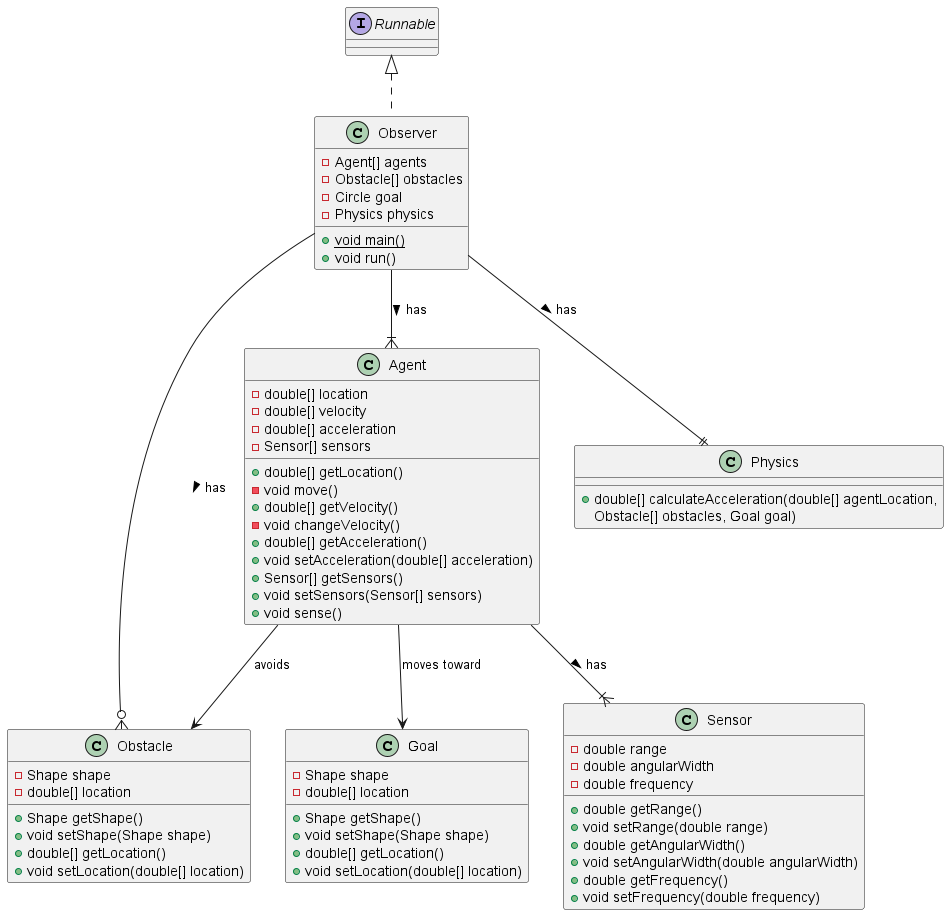 I Runnable
C Observer
Agent[] agents
Obstacle[] obstacles
Circle goal
Physics physics
void main()
void run()
has
has
C Agent
double[] location
double[] velocity
double[] acceleration
Sensor[] sensors
double[] getLocation()
void move()
double[] getVelocity()
void changeVelocity()
double[] getAcceleration()
void setAcceleration(double[] acceleration)
Sensor[] getSensors()
void setSensors(Sensor[] sensors)
void sense()
C Physics
double[] calculateAcceleration(double[] agentLocation,
Obstacle[] obstacles, Goal goal)
has
avoids
moves toward
has
C Obstacle
Shape shape
double[] location
Shape getShape()
void setShape(Shape shape)
double[] getLocation()
void setLocation(double[] location)
C Goal
Shape shape
double[] location
Shape getShape()
void setShape(Shape shape)
double[] getLocation()
void setLocation(double[] location)
C Sensor
double range
double angularWidth
double frequency
double getRange()
void setRange(double range)
double getAngularWidth()
void setAngularWidth(double angularWidth)
double getFrequency()
void setFrequency(double frequency)